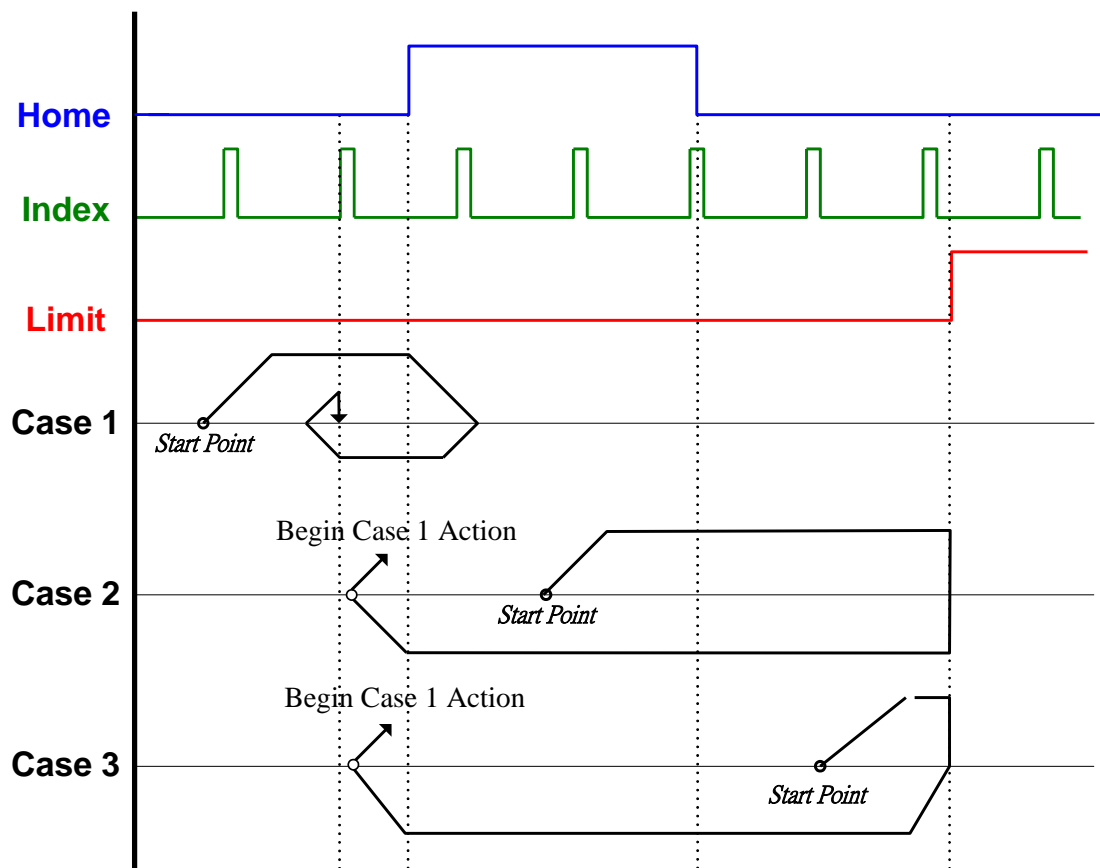 Home
Index
Limit
Case 1
Start Point
Begin Case 1 Action
Case 2
Start Point
Begin Case 1 Action
Case 3
Start Point